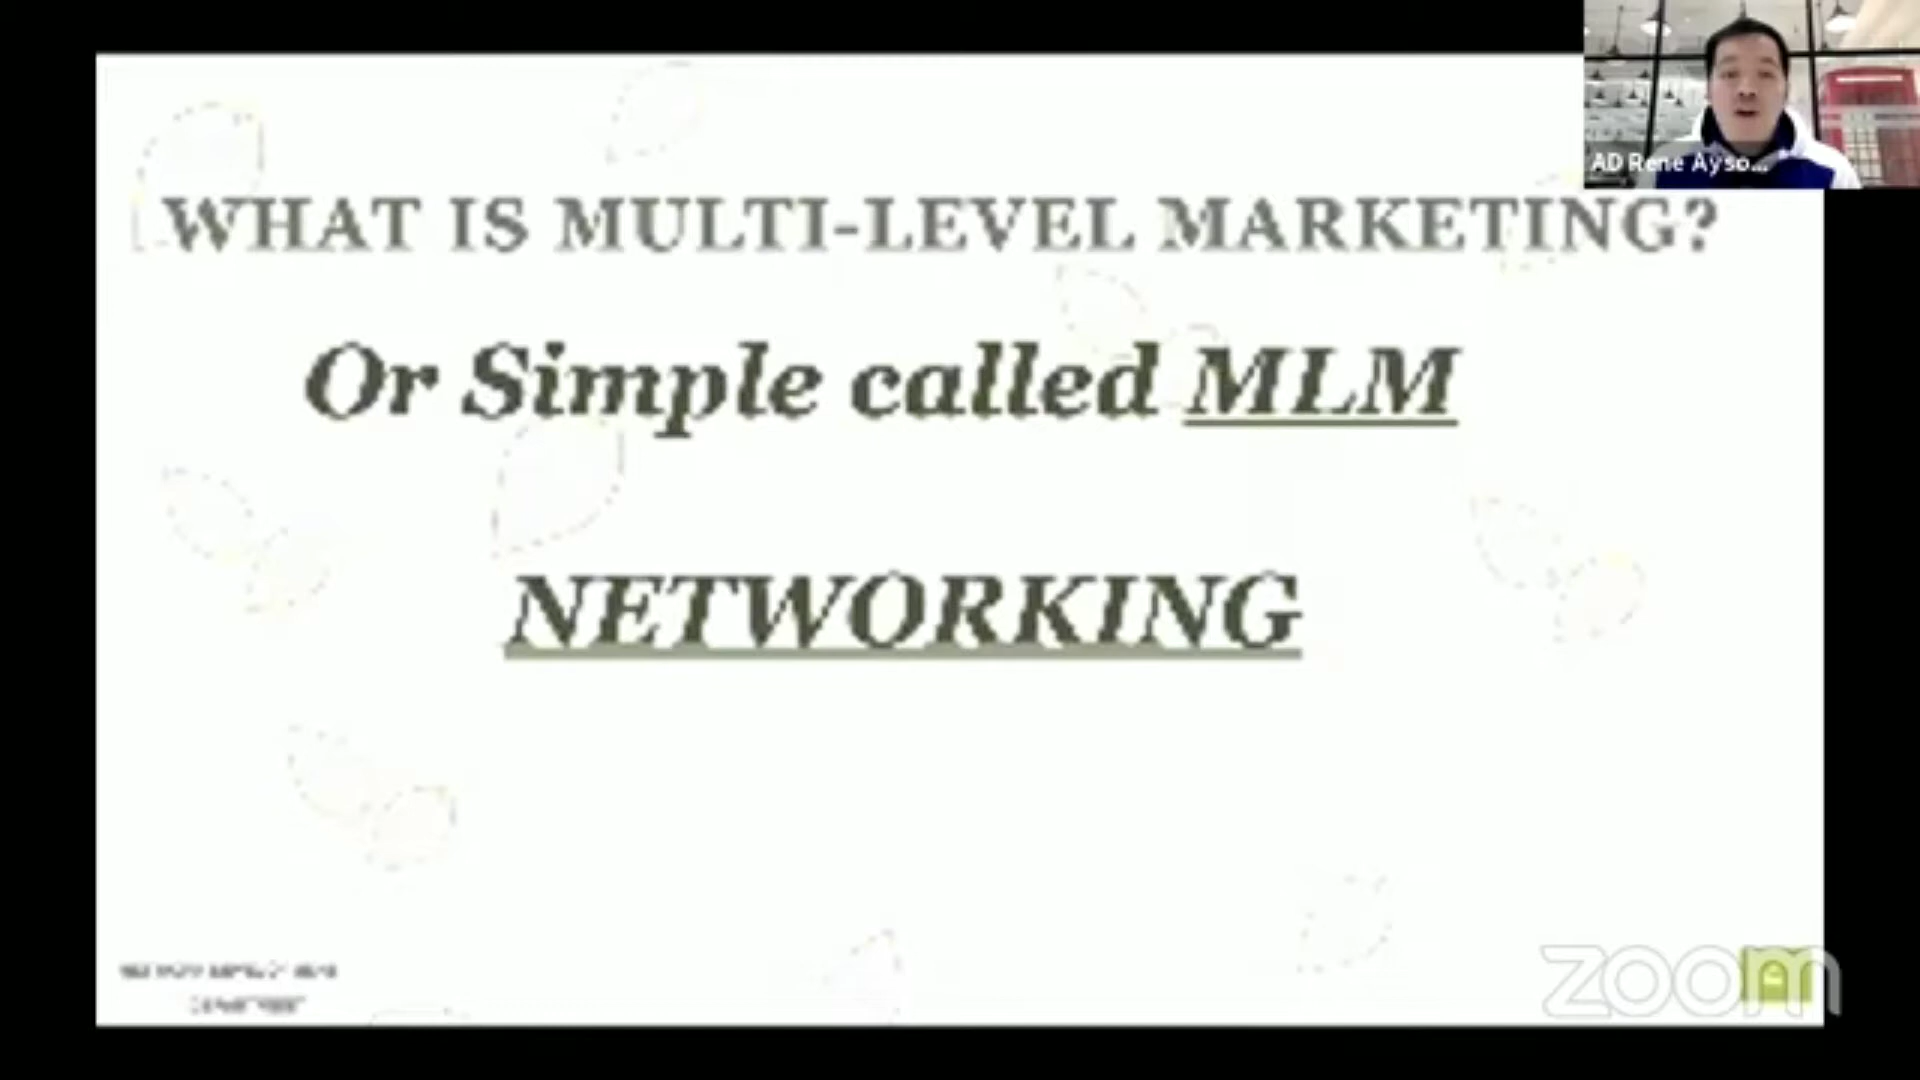 AD Rene Ayso...
WHAT IS MULTI-LEVEL MARKETING?
Or Simple called MLM
NETWORKING
zoom